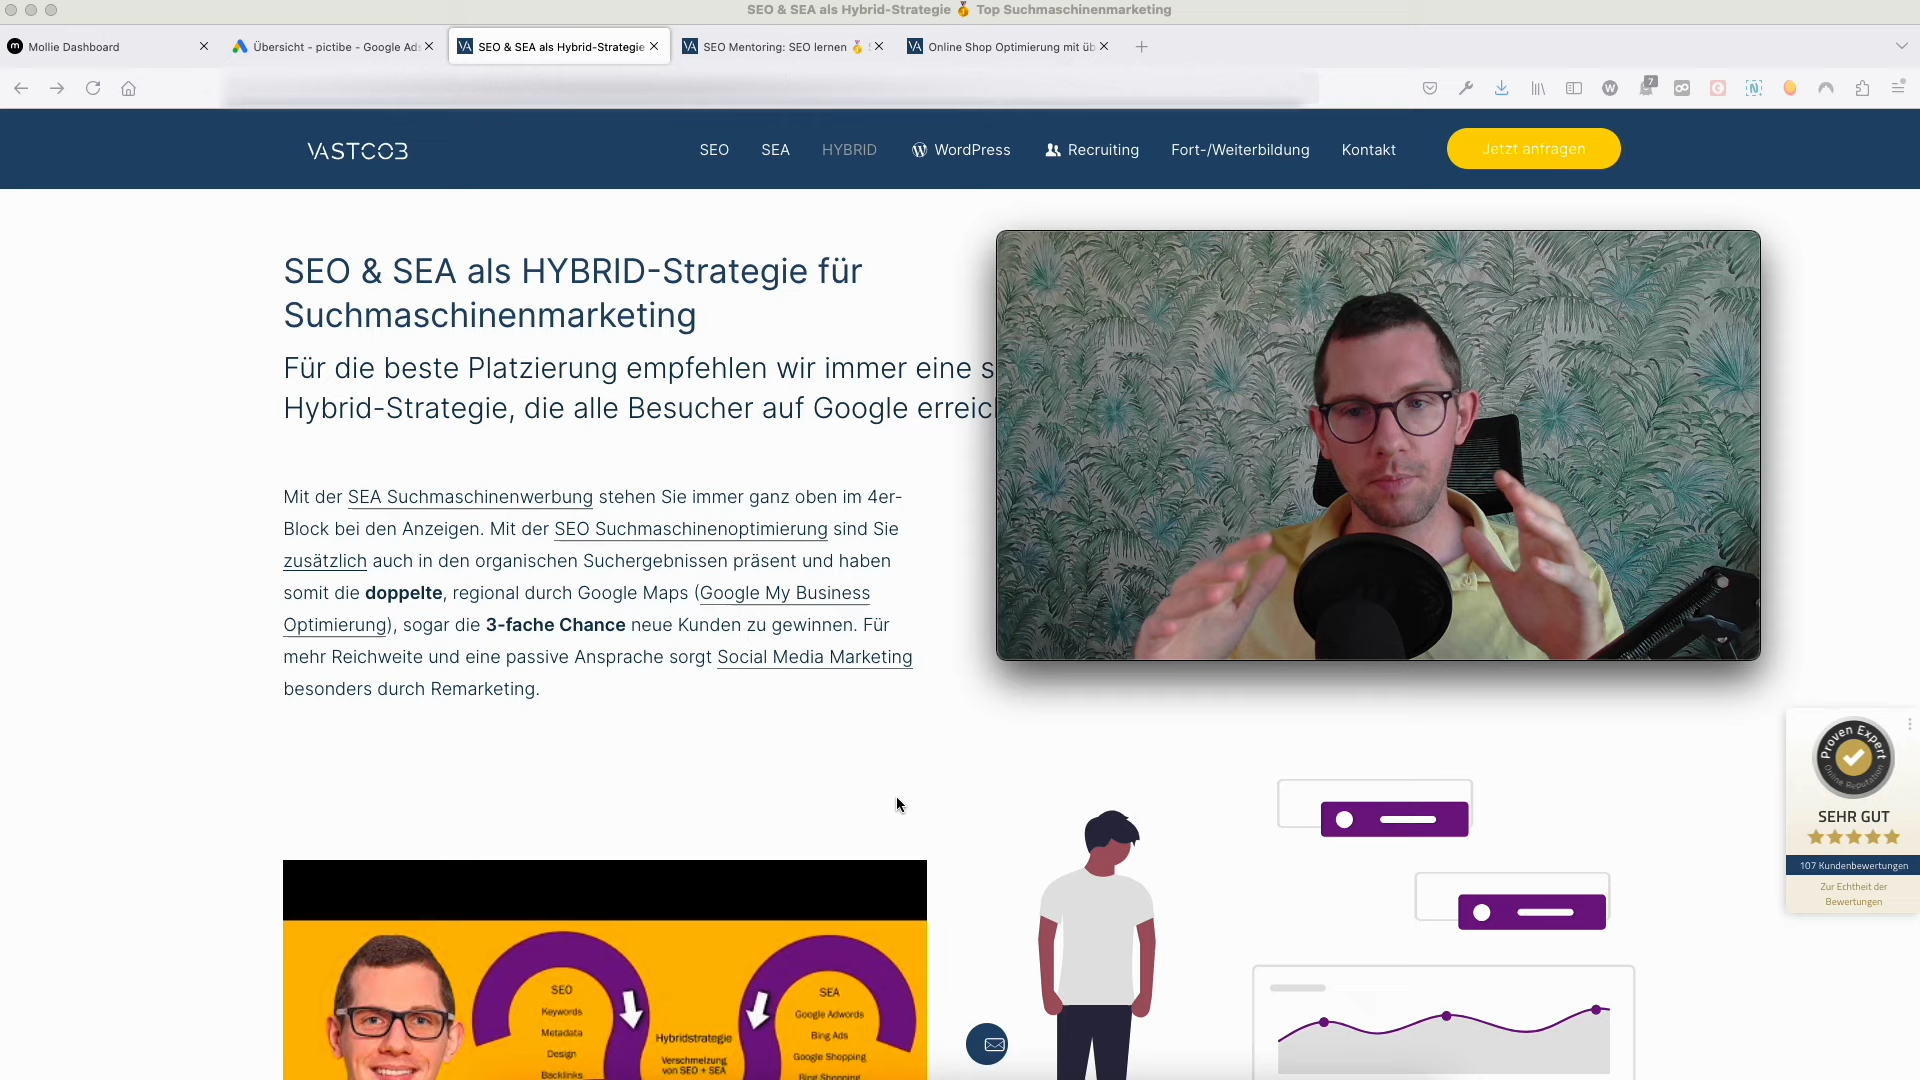 SEO & SEA als Hybrid-Strategie 🥇 Top Suchmaschinenmarketing
Mollie Dashboard
Übersicht - pictibe - Google Ad
SEO & SEA als Hybrid-Strategie
SEO Mentoring: SEO lernen 🥇
Online Shop Optimierung mit üb
7
VASTCOB
SEO
SEA
HYBRID
WordPress
Recruiting
Fort-/Weiterbildung
Kontakt
Jetzt anfragen
SEO & SEA als HYBRID-Strategie für
Suchmaschinenmarketing
Für die beste Platzierung empfehlen wir immer eine s
Hybrid-Strategie, die alle Besucher auf Google erreic
Mit der SEA Suchmaschinenwerbung stehen Sie immer ganz oben im 4er-
Block bei den Anzeigen. Mit der SEO Suchmaschinenoptimierung sind Sie
zusätzlich auch in den organischen Suchergebnissen präsent und haben
somit die doppelte, regional durch Google Maps (Google My Business
Optimierung), sogar die 3-fache Chance neue Kunden zu gewinnen. Für
mehr Reichweite und eine passive Ansprache sorgt Social Media Marketing
besonders durch Remarketing.
Proven Expert
Online Reputation
SEHR GUT
107 Kundenbewertungen
Zur Echtheit der
Bewertungen
SEO
Keywords
Metadata
Design
Backlinks
Hybridstrategie
Verschmelzung
von SEO + SEA
SEA
Google Adwords
Bing Ads
Google Shopping
Bing Shopping